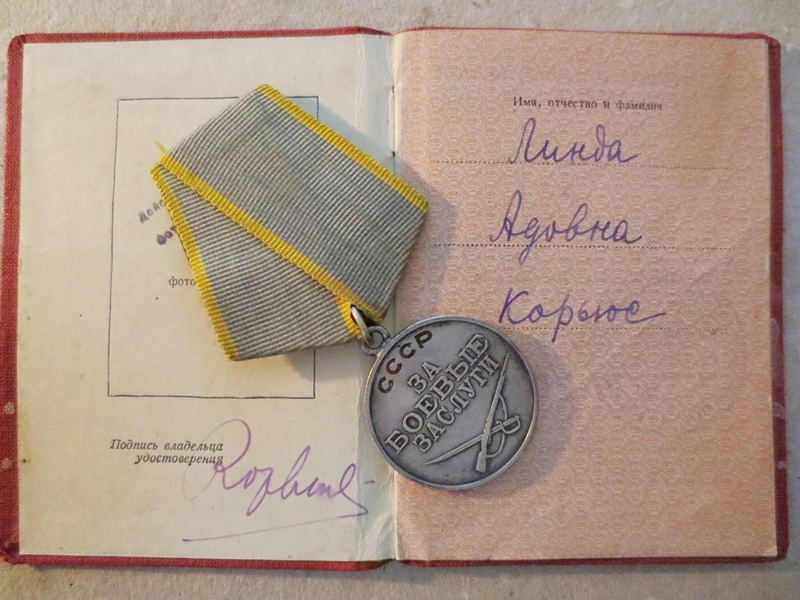 фото
Подпись владельца
удостоверения
Имя, отчество и фамилия
Линда
Адовна
Корьюс
СССР
ЗА
БОЕВЫЕ
ЗАСЛУГИ